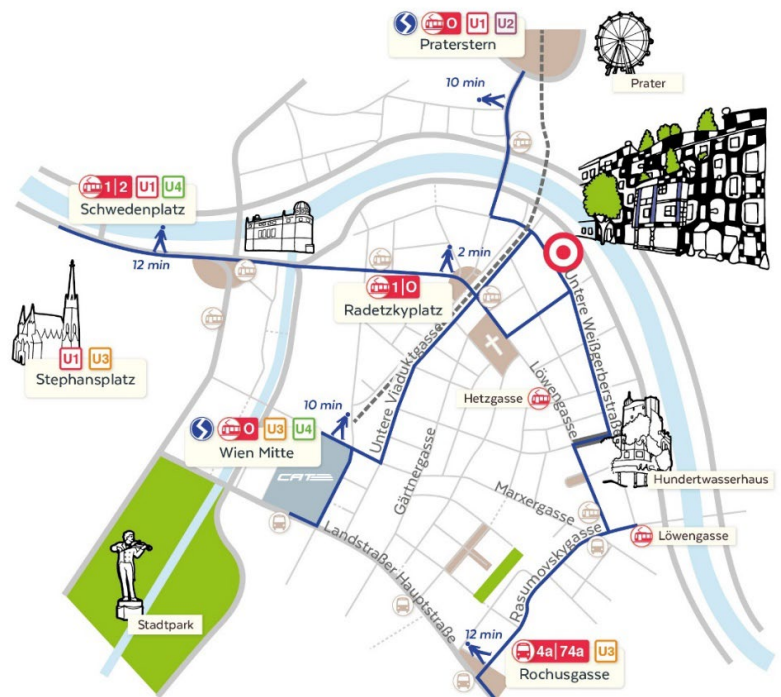 O U1 U2
Praterstern
10 min
Prater
1|2 U1 U4
Schwedenplatz
12 min
2 min
1|O
Radetzkyplatz
U1 U3
Stephansplatz
Untere Weißgerberstraße
Untere Viaduktgasse
Löwengasse
Hetzgasse
10 min
O U3 U4
Wien Mitte
CAT
Gärtnergasse
Hundertwasserhaus
Marxergasse
Landstraßer Hauptstraße
Rasumovskygasse
Löwengasse
Stadtpark
12 min
4a|74a U3
Rochusgasse